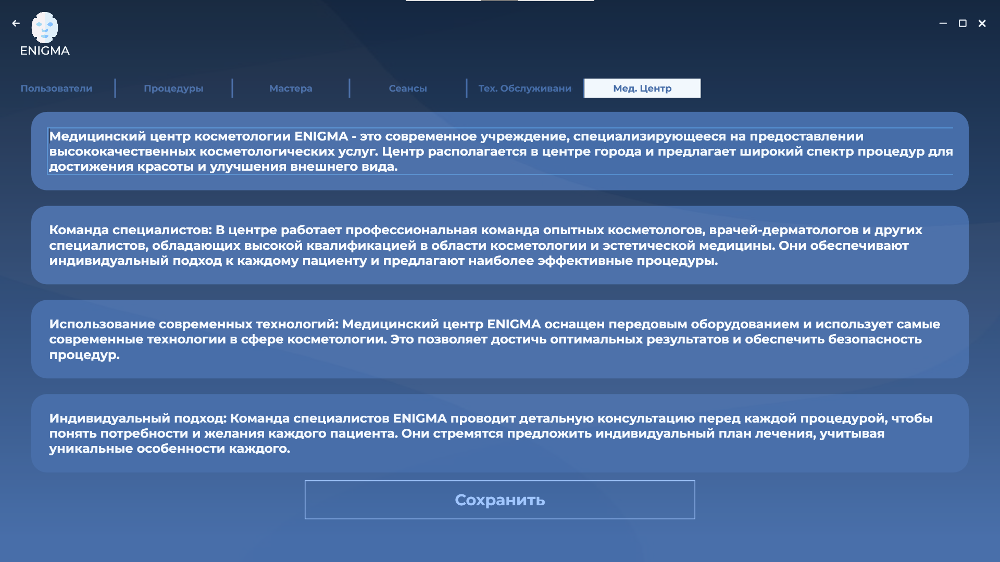 ENIGMA
Пользователи
Процедуры
Мастера
Сеансы
Тех. Обслуживани
Мед. Центр
Медицинский центр косметологии ENIGMA - это современное учреждение, специализирующееся на предоставлении
высококачественных косметологических услуг. Центр располагается в центре города и предлагает широкий спектр процедур для
достижения красоты и улучшения внешнего вида.
Команда специалистов: В центре работает профессиональная команда опытных косметологов, врачей-дерматологов и других
специалистов, обладающих высокой квалификацией в области косметологии и эстетической медицины. Они обеспечивают
индивидуальный подход к каждому пациенту и предлагают наиболее эффективные процедуры.
Использование современных технологий: Медицинский центр ENIGMA оснащен передовым оборудованием и использует самые
современные технологии в сфере косметологии. Это позволяет достичь оптимальных результатов и обеспечить безопасность
процедур.
Индивидуальный подход: Команда специалистов ENIGMA проводит детальную консультацию перед каждой процедурой, чтобы
понять потребности и желания каждого пациента. Они стремятся предложить индивидуальный план лечения, учитывая
уникальные особенности каждого.
Сохранить